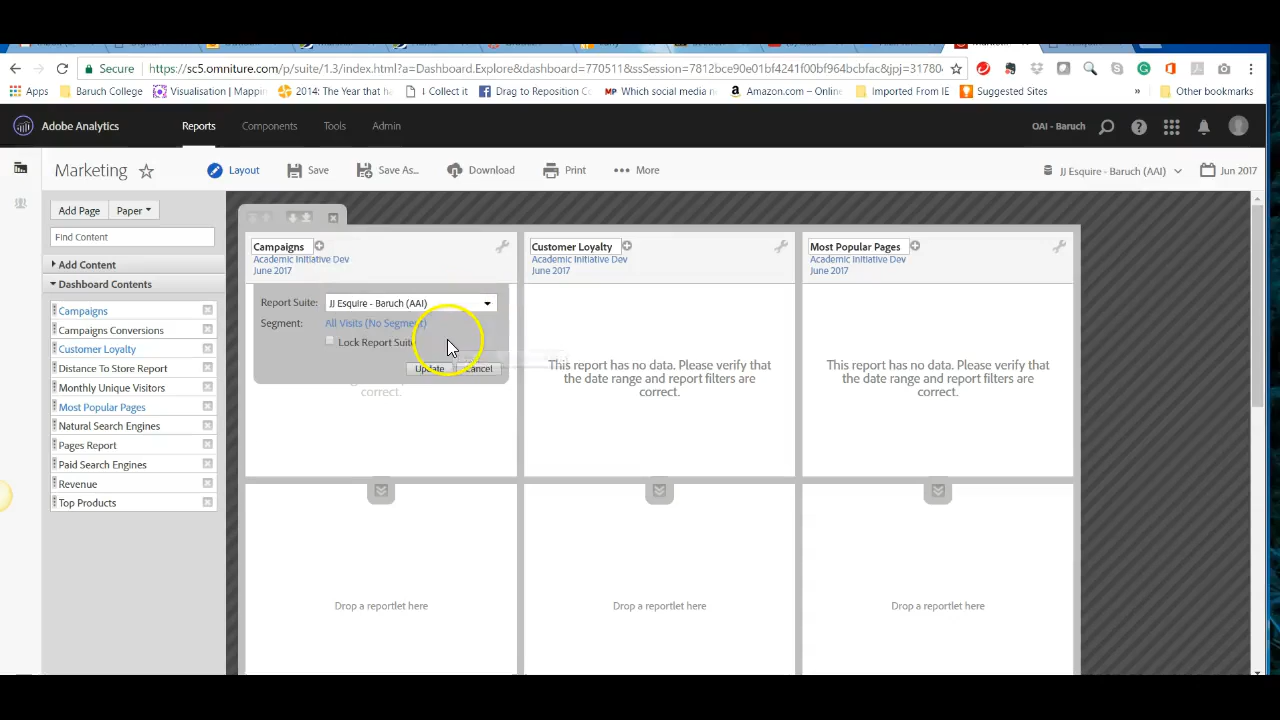 Secure
https://sc5.omniture.com/p/suite/1.3/index.html?a=Dashboard.Explore&dashboard=770511&ssSession=7812bce90e01bf4241f00bf964bcbfac&jpj=31780
Apps
Baruch College
Visualisation | Mappin
2014: The Year that ha
I Collect it
Drag to Reposition Co
Which social media ne
Amazon.com – Online
Imported From IE
Suggested Sites
»
Other bookmarks
Adobe Analytics
Reports
Components
Tools
Admin
OAI - Baruch
Marketing
Layout
Save
Save As...
Download
Print
More
JJ Esquire - Baruch (AAI)
Jun 2017
Add Page
Paper
Find Content
Add Content
Dashboard Contents
Campaigns
Campaigns Conversions
Customer Loyalty
Distance To Store Report
Monthly Unique Visitors
Most Popular Pages
Natural Search Engines
Pages Report
Paid Search Engines
Revenue
Top Products
Campaigns
Academic Initiative Dev
June 2017
Report Suite: JJ Esquire - Baruch (AAI)
Segment: All Visits (No Segment)
Lock Report Suite
Update Cancel
correct.
Drop a reportlet here
Customer Loyalty
Academic Initiative Dev
June 2017
This report has no data. Please verify that
the date range and report filters are
correct.
Drop a reportlet here
Most Popular Pages
Academic Initiative Dev
June 2017
This report has no data. Please verify that
the date range and report filters are
correct.
Drop a reportlet here